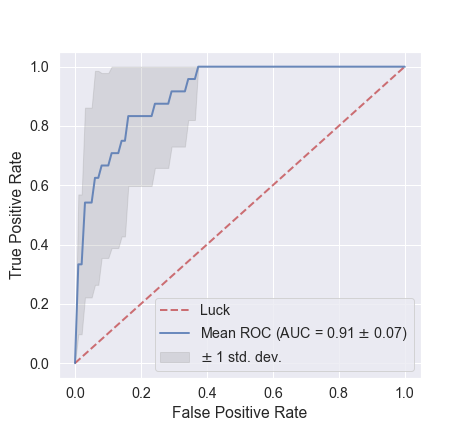 1.0
0.8
0.6
0.4
0.2
0.0
True Positive Rate
Luck
Mean ROC (AUC = 0.91 ± 0.07)
± 1 std. dev.
0.0 0.2 0.4 0.6 0.8 1.0
False Positive Rate